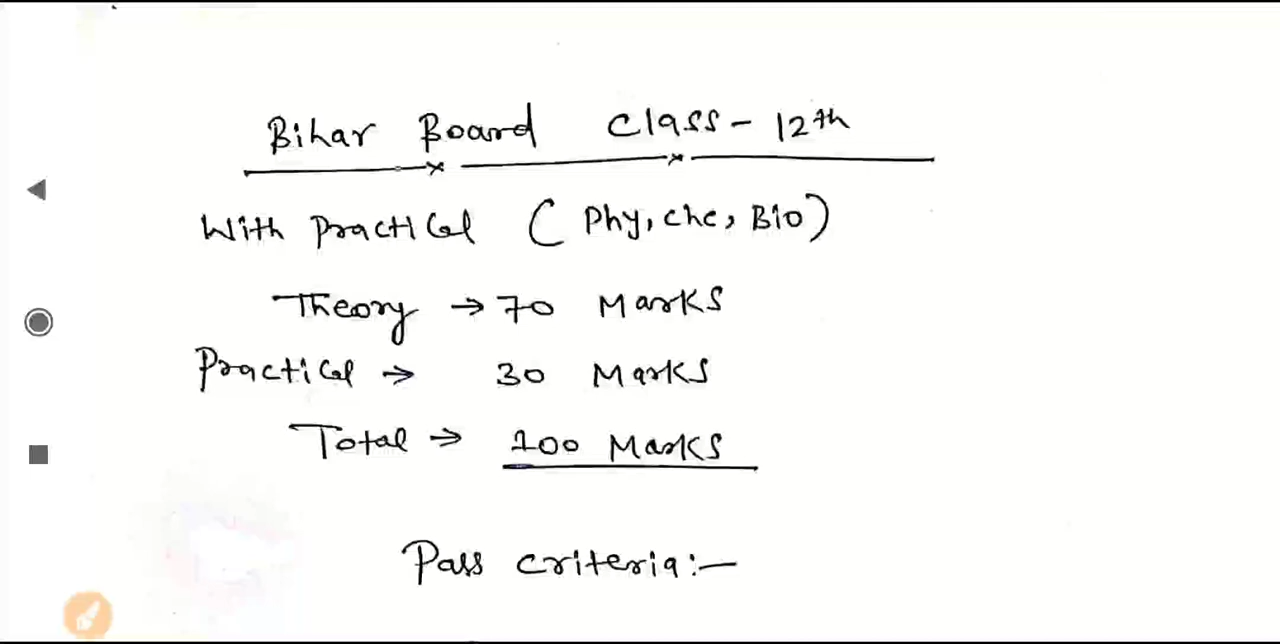 Bihar Board Class - 12th
With Practical ( Phy, Che, Bio )
Theory → 70 Marks
Practical → 30 Marks
Total → 100 Marks
Pass criteria :-